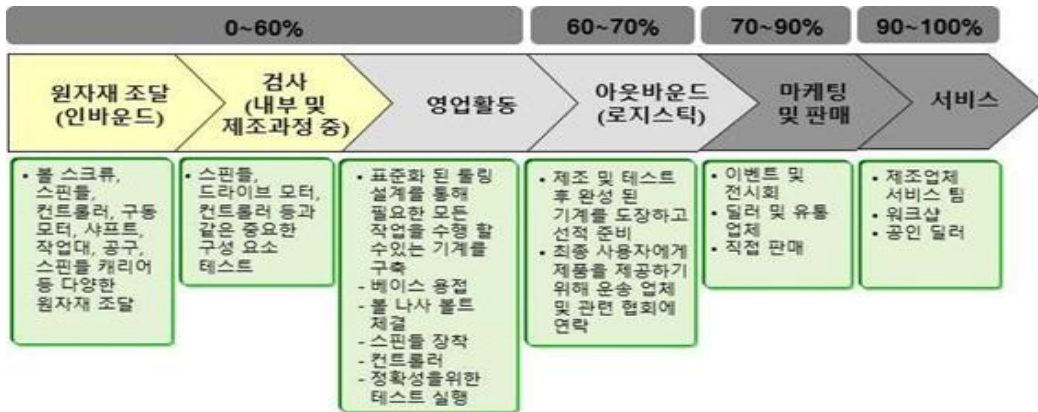 0~60%
60~70%
70~90%
90~100%
원자재 조달
(인바운드)
검사
(내부 및
제조과정 중)
영업활동
아웃바운드
(로지스틱)
마케팅
및 판매
서비스
• 볼 스크류,
스핀들,
컨트롤러, 구동
모터, 샤프트,
작업대, 공구,
스핀들 캐리어
등 다양한
원자재 조달
• 스핀들,
드라이브 모터,
컨트롤러 등과
같은 중요한
구성 요소
테스트
• 표준화 된 툴링
설계를 통해
필요한 모든
작업을 수행 할
수있는 기계를
구축
- 베이스 용접
- 볼 나사 볼트
체결
- 스핀들 장착
- 컨트롤러
- 정확성을위한
테스트 실행
• 제조 및 테스트
후 완성 된
기계를 도장하고
선적 준비
• 최종 사용자에게
제품을 제공하기
위해 운송 업체
및 관련 협회에
연락
• 이벤트 및
전시회
• 딜러 및 유통
업체
• 직접 판매
• 제조업체
서비스 팀
• 워크샵
• 공인 딜러